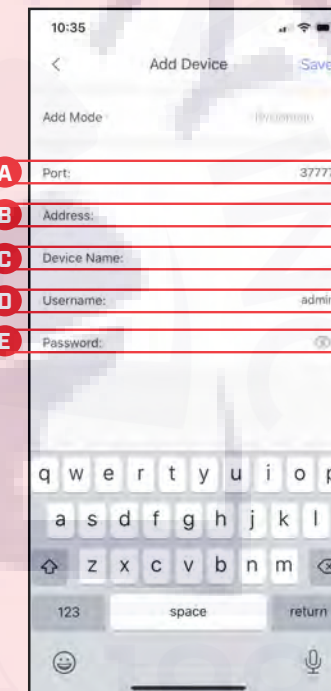 10:35
Add Device
Save
Add Mode
A Port: 37777
B Address:
C Device Name:
D Username: admin
E Password:
q w e r t y u i o p
a s d f g h j k l
z x c v b n m
123 space return